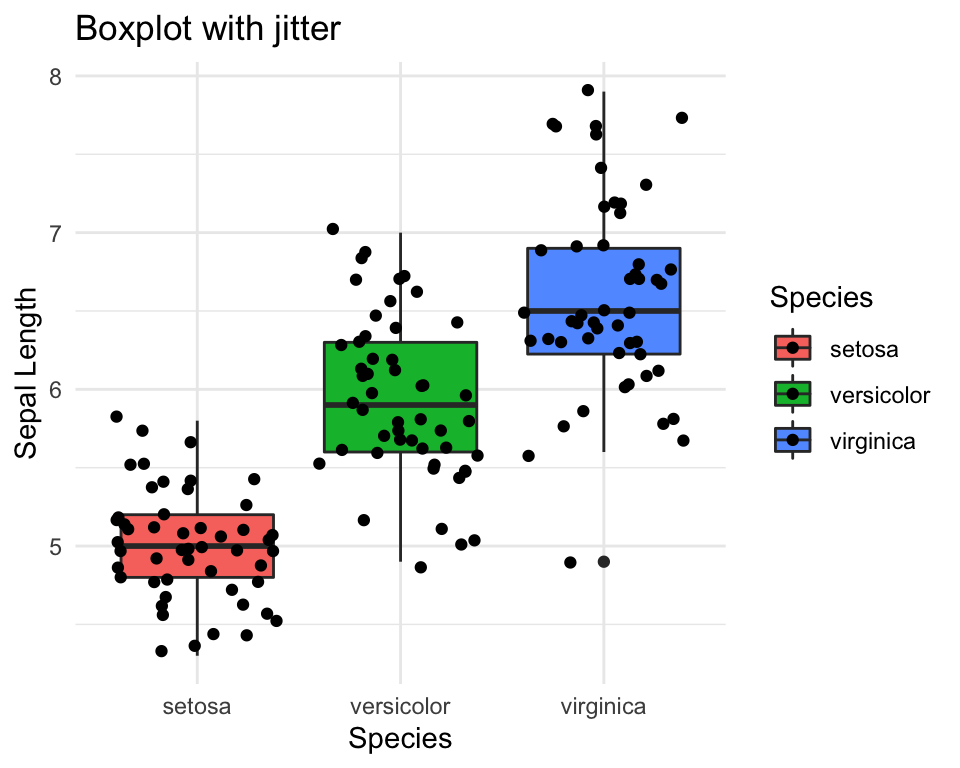 Boxplot with jitter
8
7
6
5
Sepal Length
setosa versicolor virginica
Species
Species
setosa
versicolor
virginica